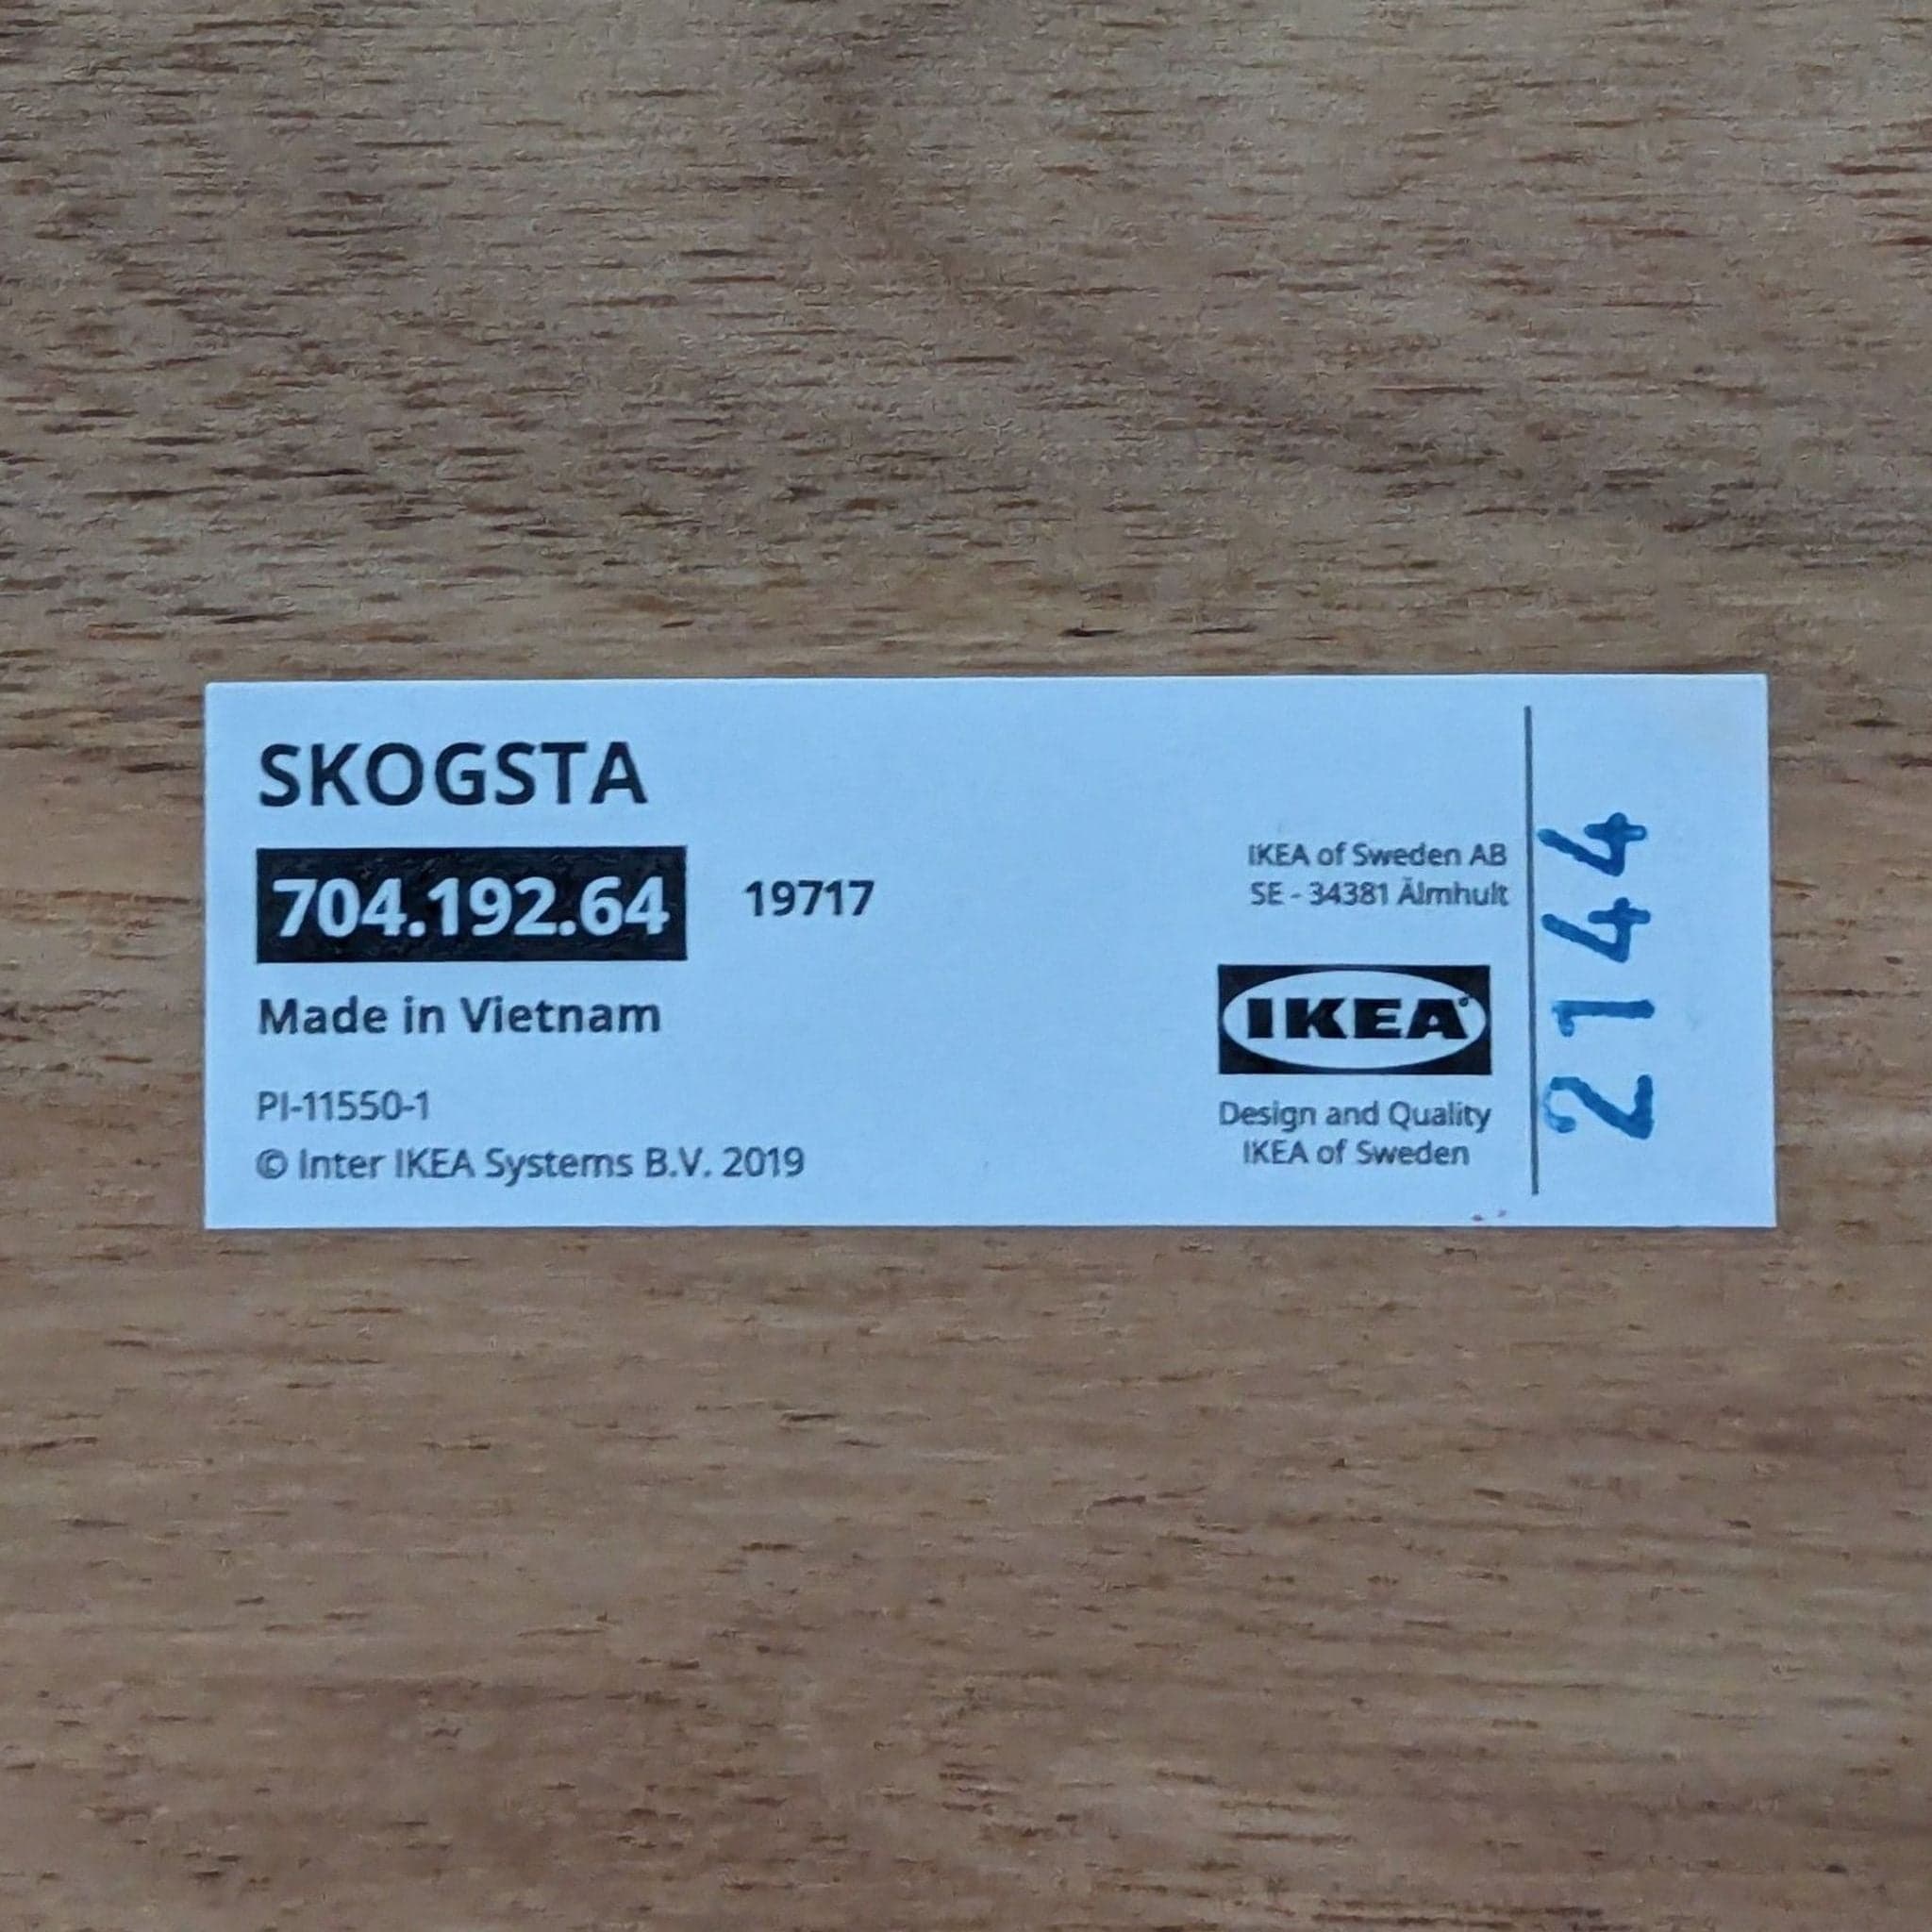 SKOGSTA
704.192.64 19717
Made in Vietnam
PI-11550-1
© Inter IKEA Systems B.V. 2019
IKEA of Sweden AB
SE - 34381 Älmhult
IKEA®
Design and Quality
IKEA of Sweden
2144